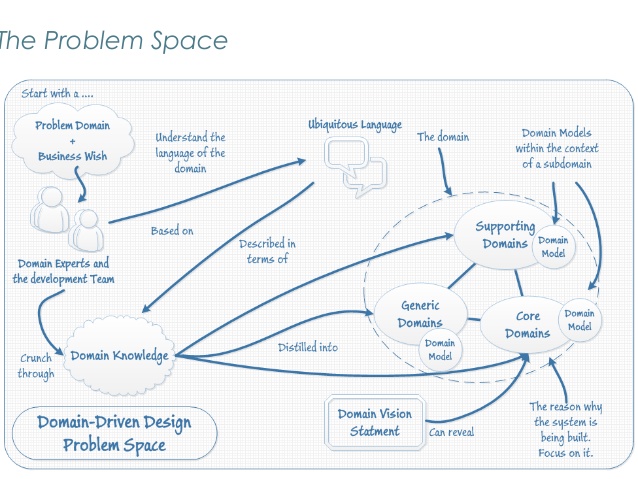 The Problem Space
Start with a ....
Problem Domain
+
Business Wish
Understand the
language of the
domain
Ubiquitous Language
The domain
Domain Models
within the context
of a subdomain
Based on
Described in
terms of
Supporting
Domains
Domain
Model
Domain Experts and
the development Team
Generic
Domains
Domain
Model
Core
Domains
Domain
Model
Crunch
through
Domain Knowledge
Distilled into
Domain-Driven Design
Problem Space
Domain Vision
Statment
Can reveal
The reason why
the system is
being built.
Focus on it.